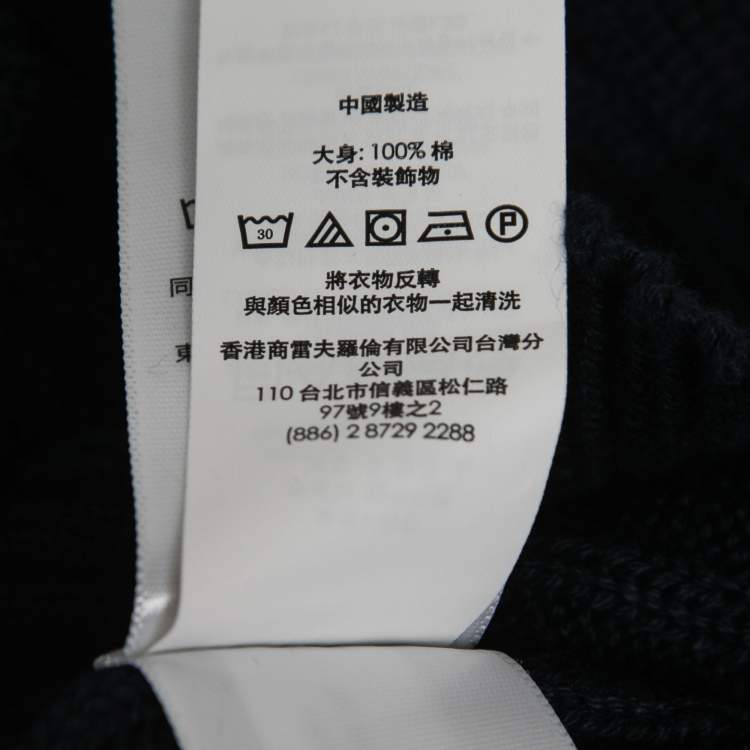 中國製造
大身: 100% 棉
不含裝飾物
30
P
將衣物反轉
與顏色相似的衣物一起清洗
香港商雷夫羅倫有限公司台灣分
公司
110 台北市信義區松仁路
97號9樓之2
(886) 2 8729 2288
同
東